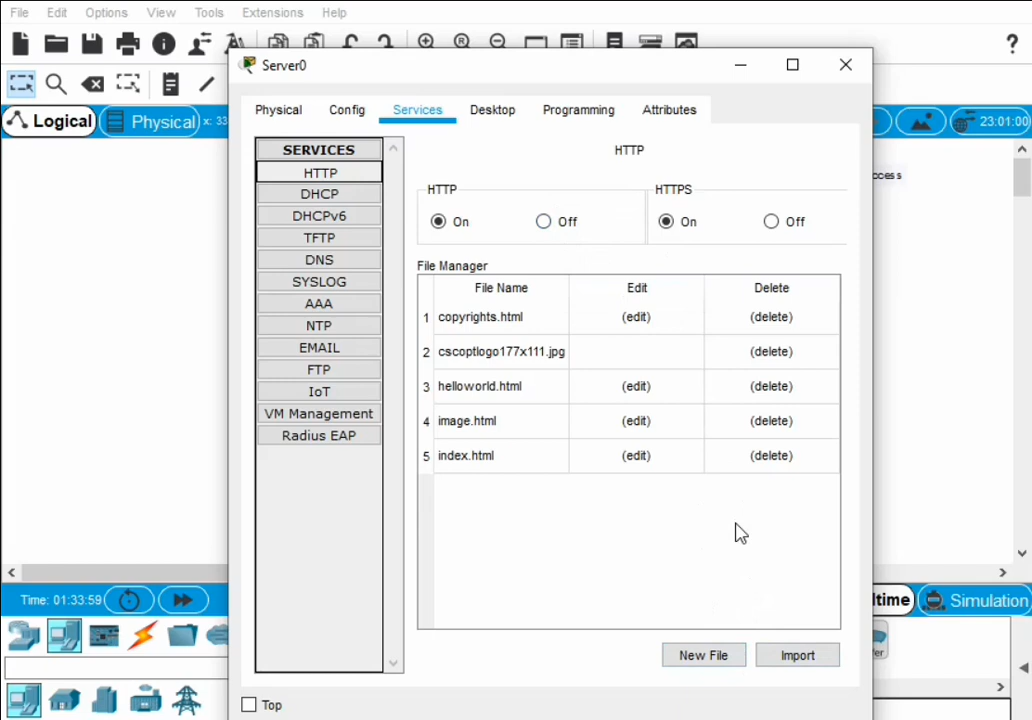 File Edit Options View Tools Extensions Help
?
Server0
Logical
Physical x: 33
23:01:00
Physical Config Services Desktop Programming Attributes
SERVICES
HTTP
DHCP
DHCPv6
TFTP
DNS
SYSLOG
AAA
NTP
EMAIL
FTP
IoT
VM Management
Radius EAP
HTTP
HTTP
On Off
HTTPS
On Off
File Manager
File Name Edit Delete
1 copyrights.html (edit) (delete)
2 cscoptlogo177x111.jpg (delete)
3 helloworld.html (edit) (delete)
4 image.html (edit) (delete)
5 index.html (edit) (delete)
New File Import
Top
ccess
Time: 01:33:59
ltime Simulation
fer